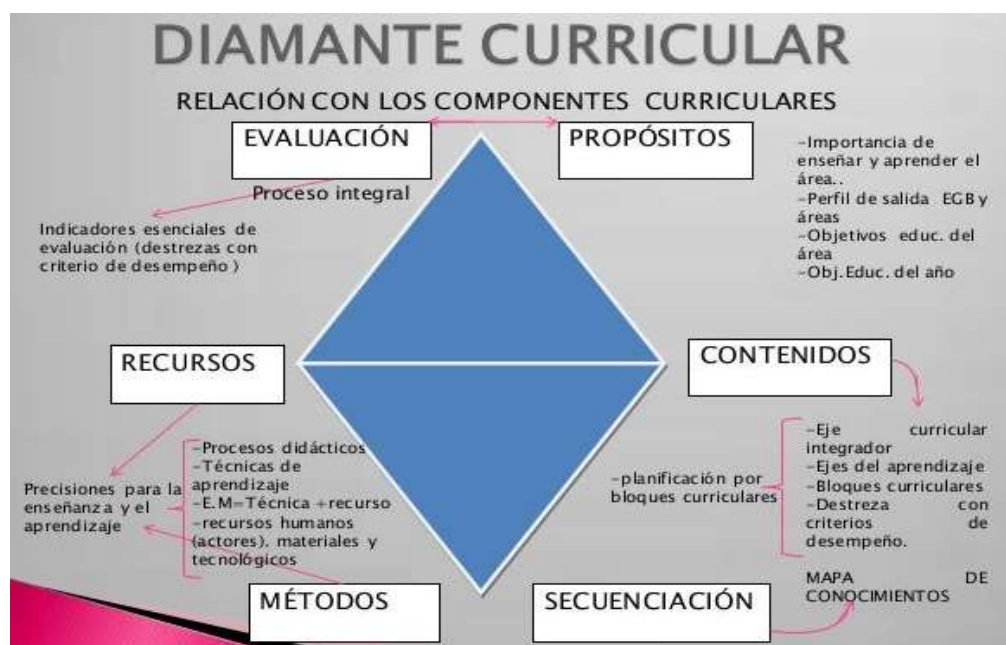 DIAMANTE CURRICULAR
RELACIÓN CON LOS COMPONENTES CURRICULARES
EVALUACIÓN
PROPÓSITOS
Proceso integral
-Importancia de
enseñar y aprender el
área..
-Perfil de salida EGB y
áreas
-Objetivos educ. del
área
-Obj.Educ. del año
Indicadores esenciales de
evaluación (destrezas con
criterio de desempeño )
RECURSOS
CONTENIDOS
-Procesos didácticos
-Técnicas de
aprendizaje
-E.M=Técnica +recurso
-recursos humanos
(actores), materiales y
tecnológicos
Precisiones para la
enseñanza y el
aprendizaje
-planificación por
bloques curriculares
-Eje curricular
integrador
-Ejes del aprendizaje
-Bloques curriculares
-Destreza con
criterios de
desempeño.
MAPA DE
CONOCIMIENTOS
MÉTODOS
SECUENCIACIÓN